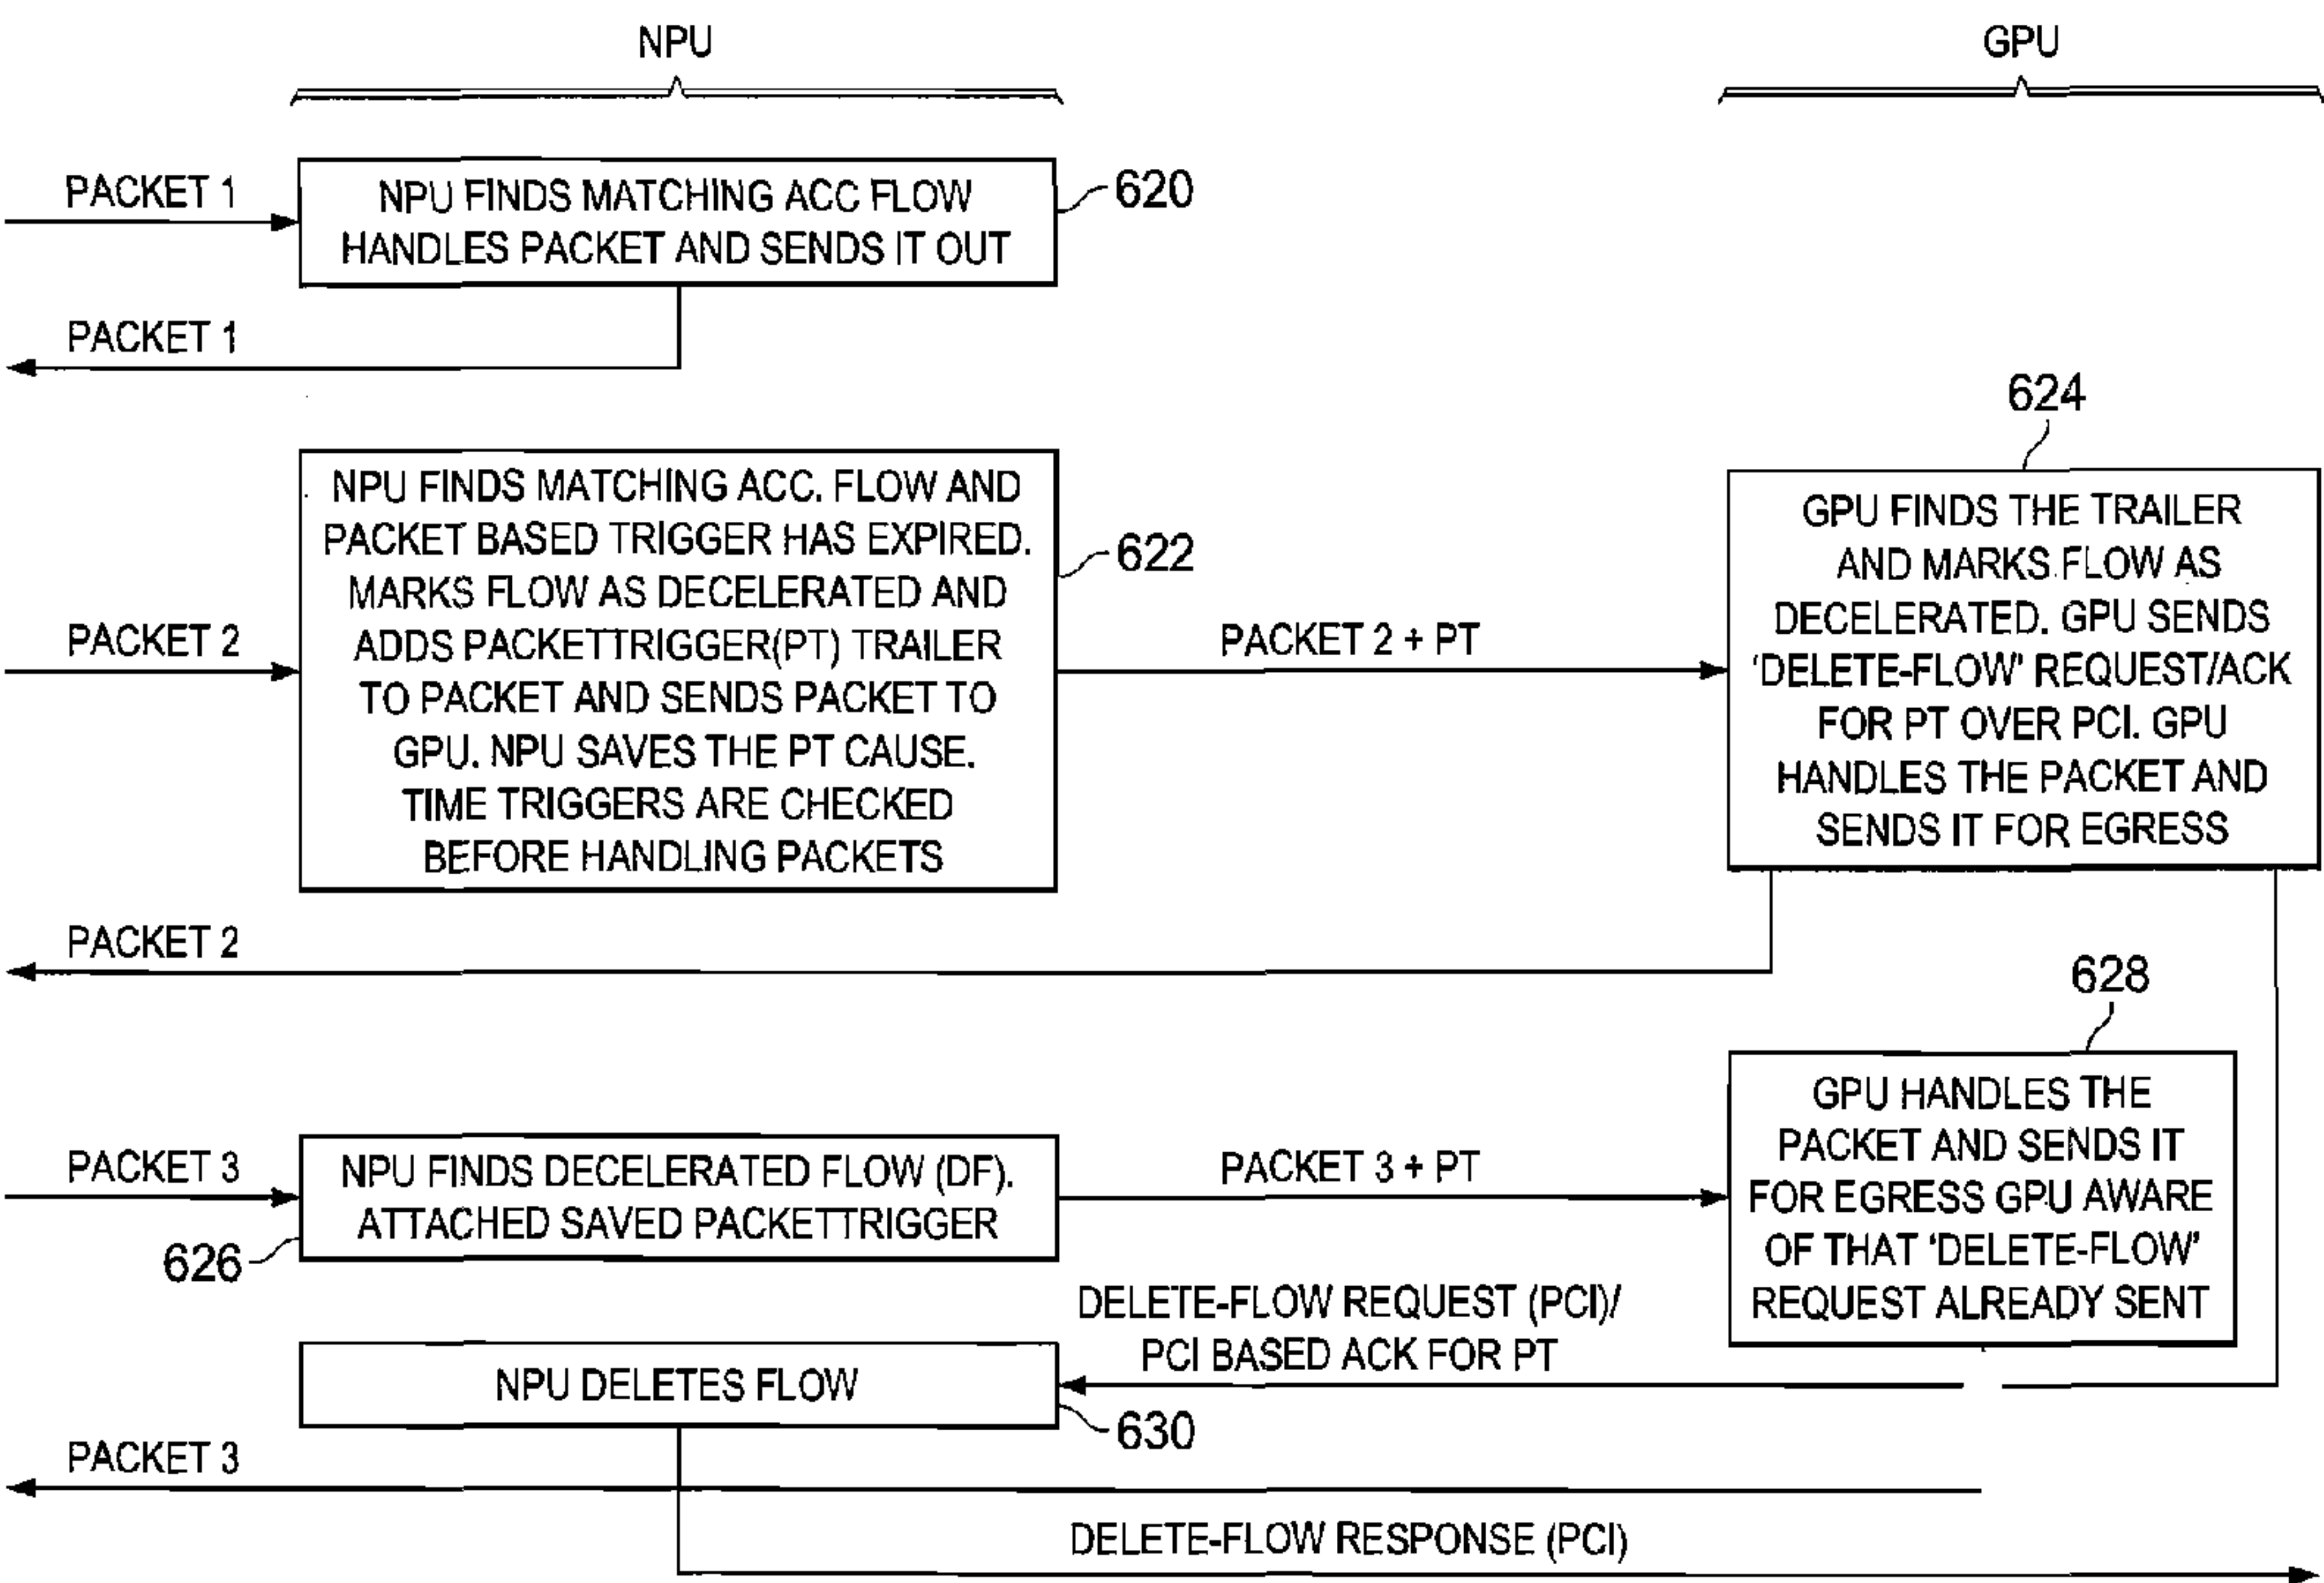 NPU
GPU
PACKET 1
NPU FINDS MATCHING ACC FLOW
HANDLES PACKET AND SENDS IT OUT
620
PACKET 1
624
PACKET 2
NPU FINDS MATCHING ACC. FLOW AND
PACKET BASED TRIGGER HAS EXPIRED.
MARKS FLOW AS DECELERATED AND
ADDS PACKETTRIGGER(PT) TRAILER
TO PACKET AND SENDS PACKET TO
GPU. NPU SAVES THE PT CAUSE.
TIME TRIGGERS ARE CHECKED
BEFORE HANDLING PACKETS
622
PACKET 2 + PT
GPU FINDS THE TRAILER
AND MARKS FLOW AS
DECELERATED. GPU SENDS
'DELETE-FLOW' REQUEST/ACK
FOR PT OVER PCI. GPU
HANDLES THE PACKET AND
SENDS IT FOR EGRESS
PACKET 2
628
PACKET 3
NPU FINDS DECELERATED FLOW (DF).
ATTACHED SAVED PACKETTRIGGER
626
PACKET 3 + PT
GPU HANDLES THE
PACKET AND SENDS IT
FOR EGRESS GPU AWARE
OF THAT 'DELETE-FLOW'
REQUEST ALREADY SENT
DELETE-FLOW REQUEST (PCI)/
PCI BASED ACK FOR PT
NPU DELETES FLOW
630
PACKET 3
DELETE-FLOW RESPONSE (PCI)